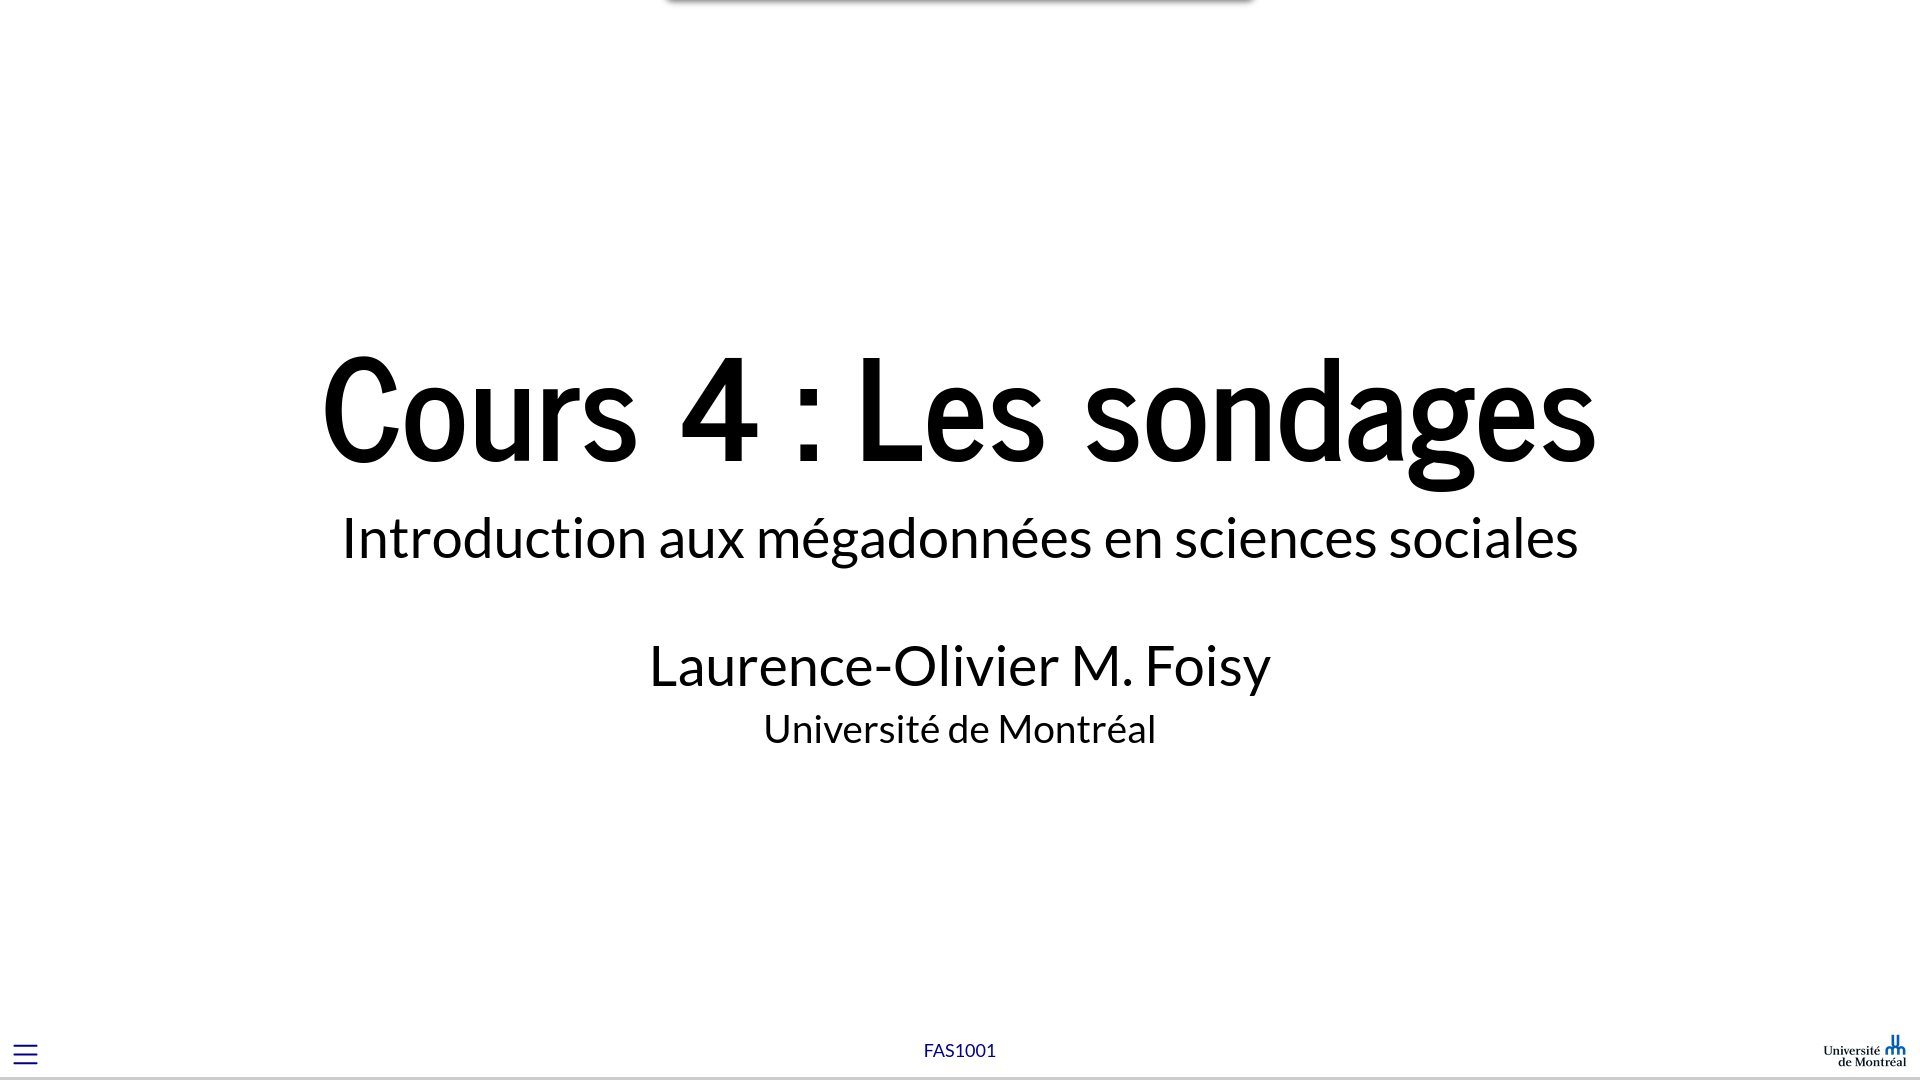 Cours 4 : Les sondages
Introduction aux mégadonnées en sciences sociales
Laurence-Olivier M. Foisy
Université de Montréal
FAS1001
Université
de Montréal